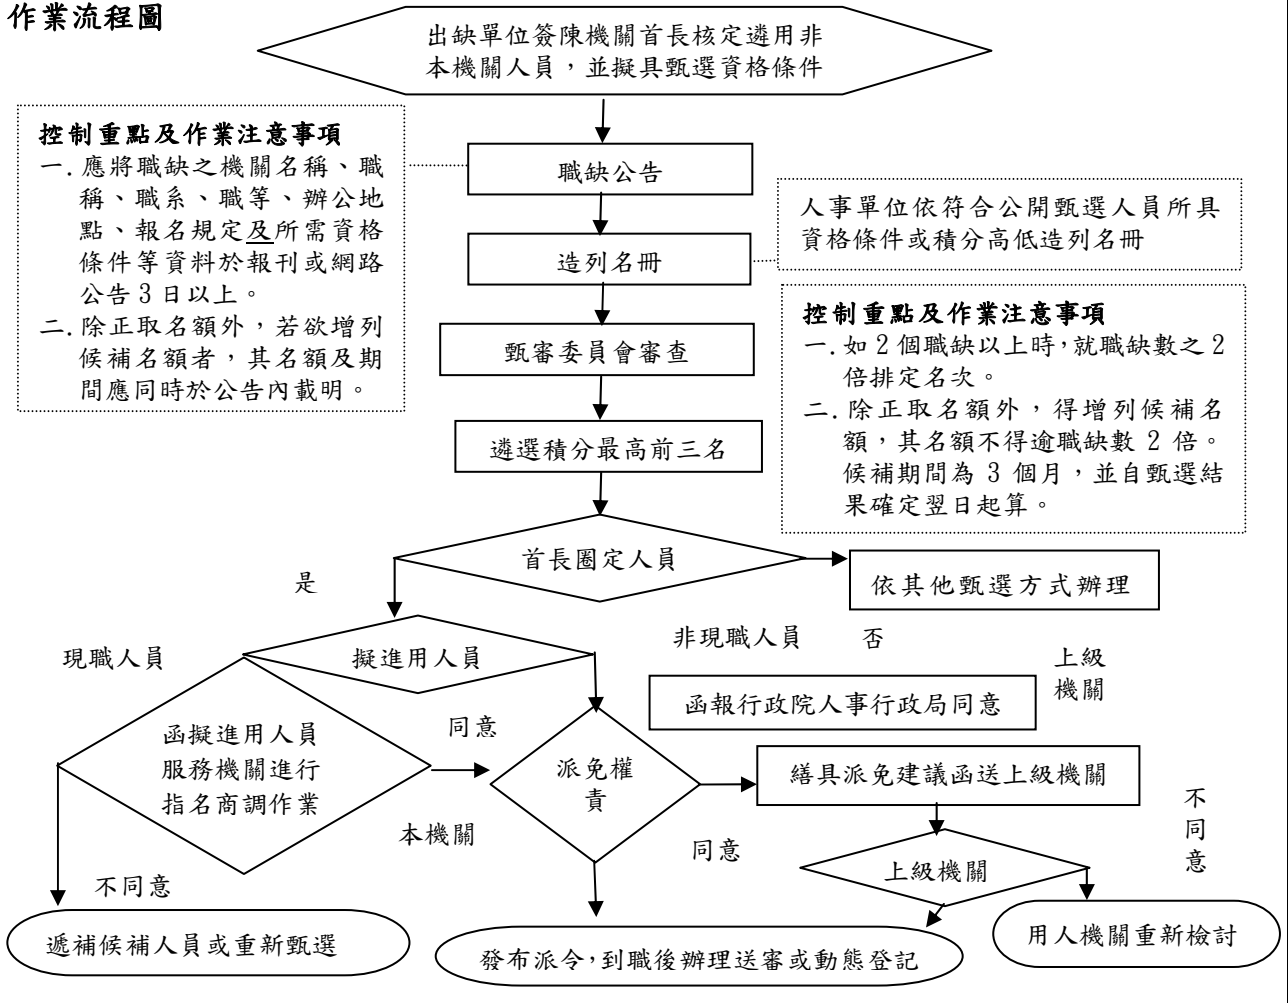 作業流程圖
出缺單位簽陳機關首長核定遴用非
本機關人員，並擬具甄選資格條件
控制重點及作業注意事項
一.應將職缺之機關名稱、職
稱、職系、職等、辦公地
點、報名規定及所需資格
條件等資料於報刊或網路
公告3日以上。
二.除正取名額外，若欲增列
候補名額者，其名額及期
間應同時於公告內載明。
職缺公告
造列名冊
人事單位依符合公開甄選人員所具
資格條件或積分高低造列名冊
甄審委員會審查
遴選積分最高前三名
控制重點及作業注意事項
一.如2個職缺以上時,就職缺數之2
倍排定名次。
二.除正取名額外，得增列候補名
額，其名額不得逾職缺數 2 倍。
候補期間為 3 個月，並自甄選結
果確定翌日起算。
首長圈定人員
依其他甄選方式辦理
是
擬進用人員
非現職人員
否
現職人員
上級
機關
函報行政院人事行政局同意
函擬進用人員
服務機關進行
指名商調作業
同意
派免權
責
繕具派免建議函送上級機關
本機關
同意
不
同
意
上級機關
不同意
遞補候補人員或重新甄選
發布派令,到職後辦理送審或動態登記
用人機關重新檢討